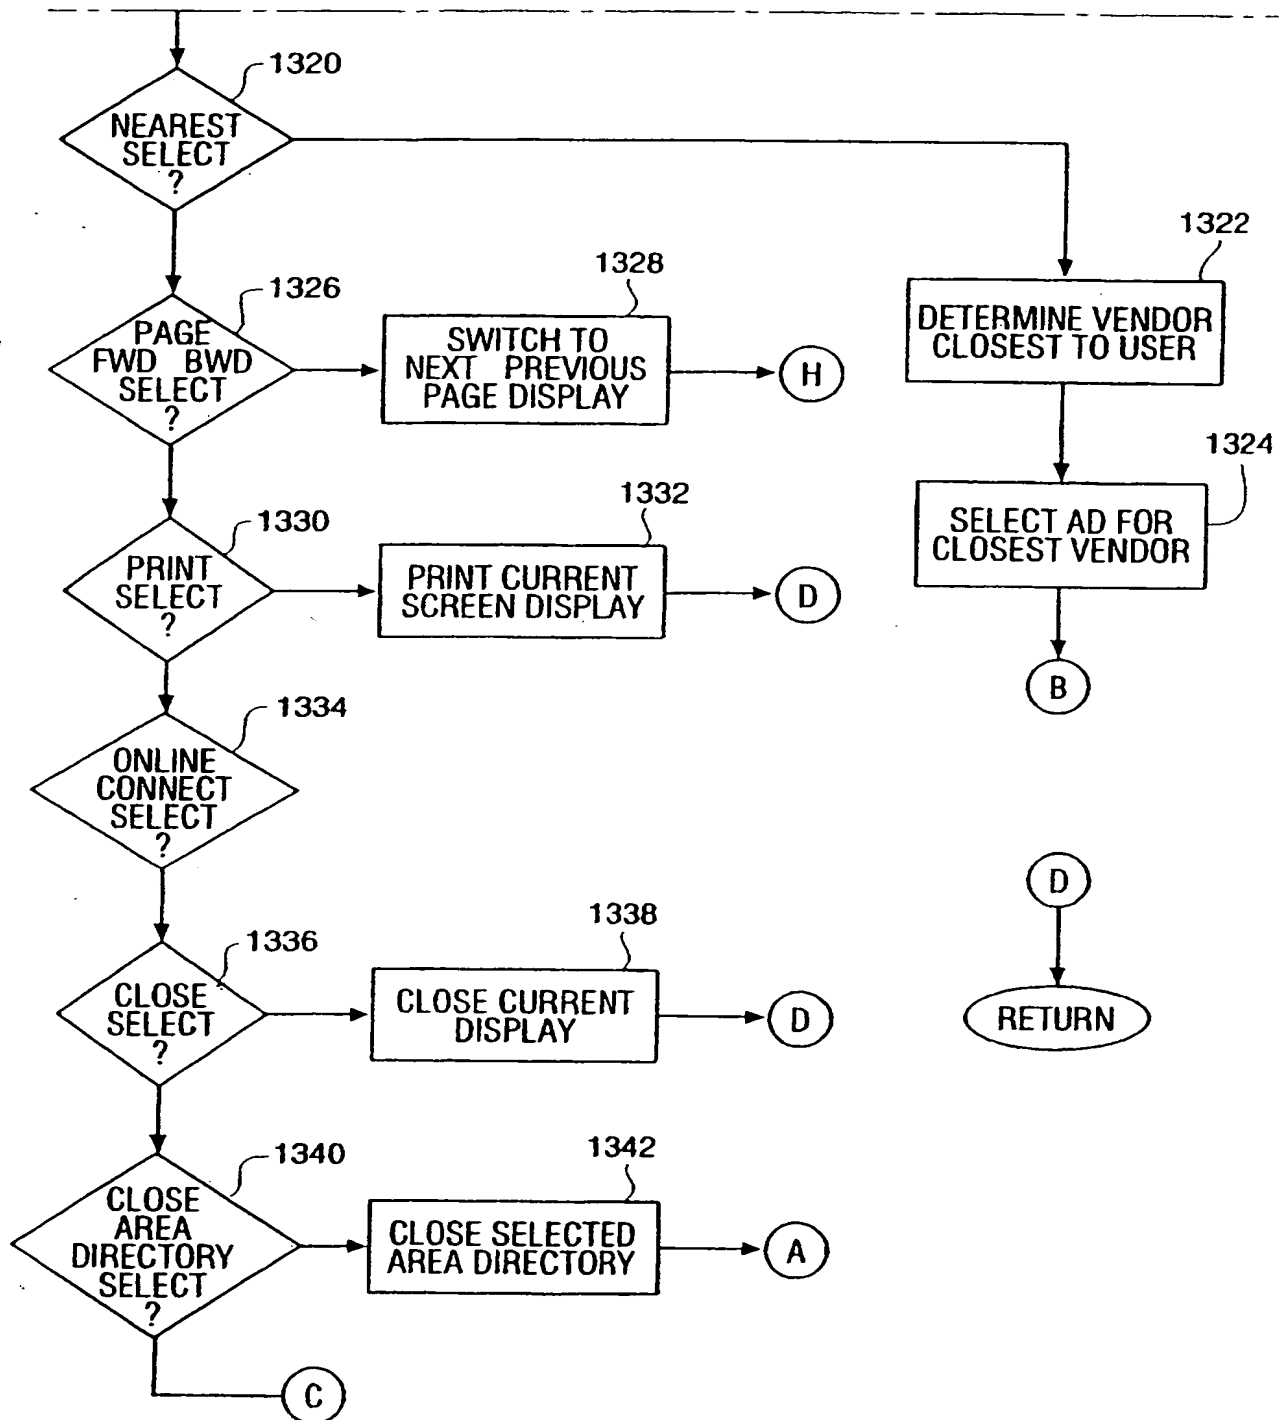 1320
NEAREST
SELECT
?
1322
DETERMINE VENDOR
CLOSEST TO USER
1326
PAGE
FWD BWD
SELECT
?
1328
SWITCH TO
NEXT PREVIOUS
PAGE DISPLAY
H
1324
SELECT AD FOR
CLOSEST VENDOR
B
1330
PRINT
SELECT
?
1332
PRINT CURRENT
SCREEN DISPLAY
D
1334
ONLINE
CONNECT
SELECT
?
D
RETURN
1336
CLOSE
SELECT
?
1338
CLOSE CURRENT
DISPLAY
D
1340
CLOSE
AREA
DIRECTORY
SELECT
?
1342
CLOSE SELECTED
AREA DIRECTORY
A
C